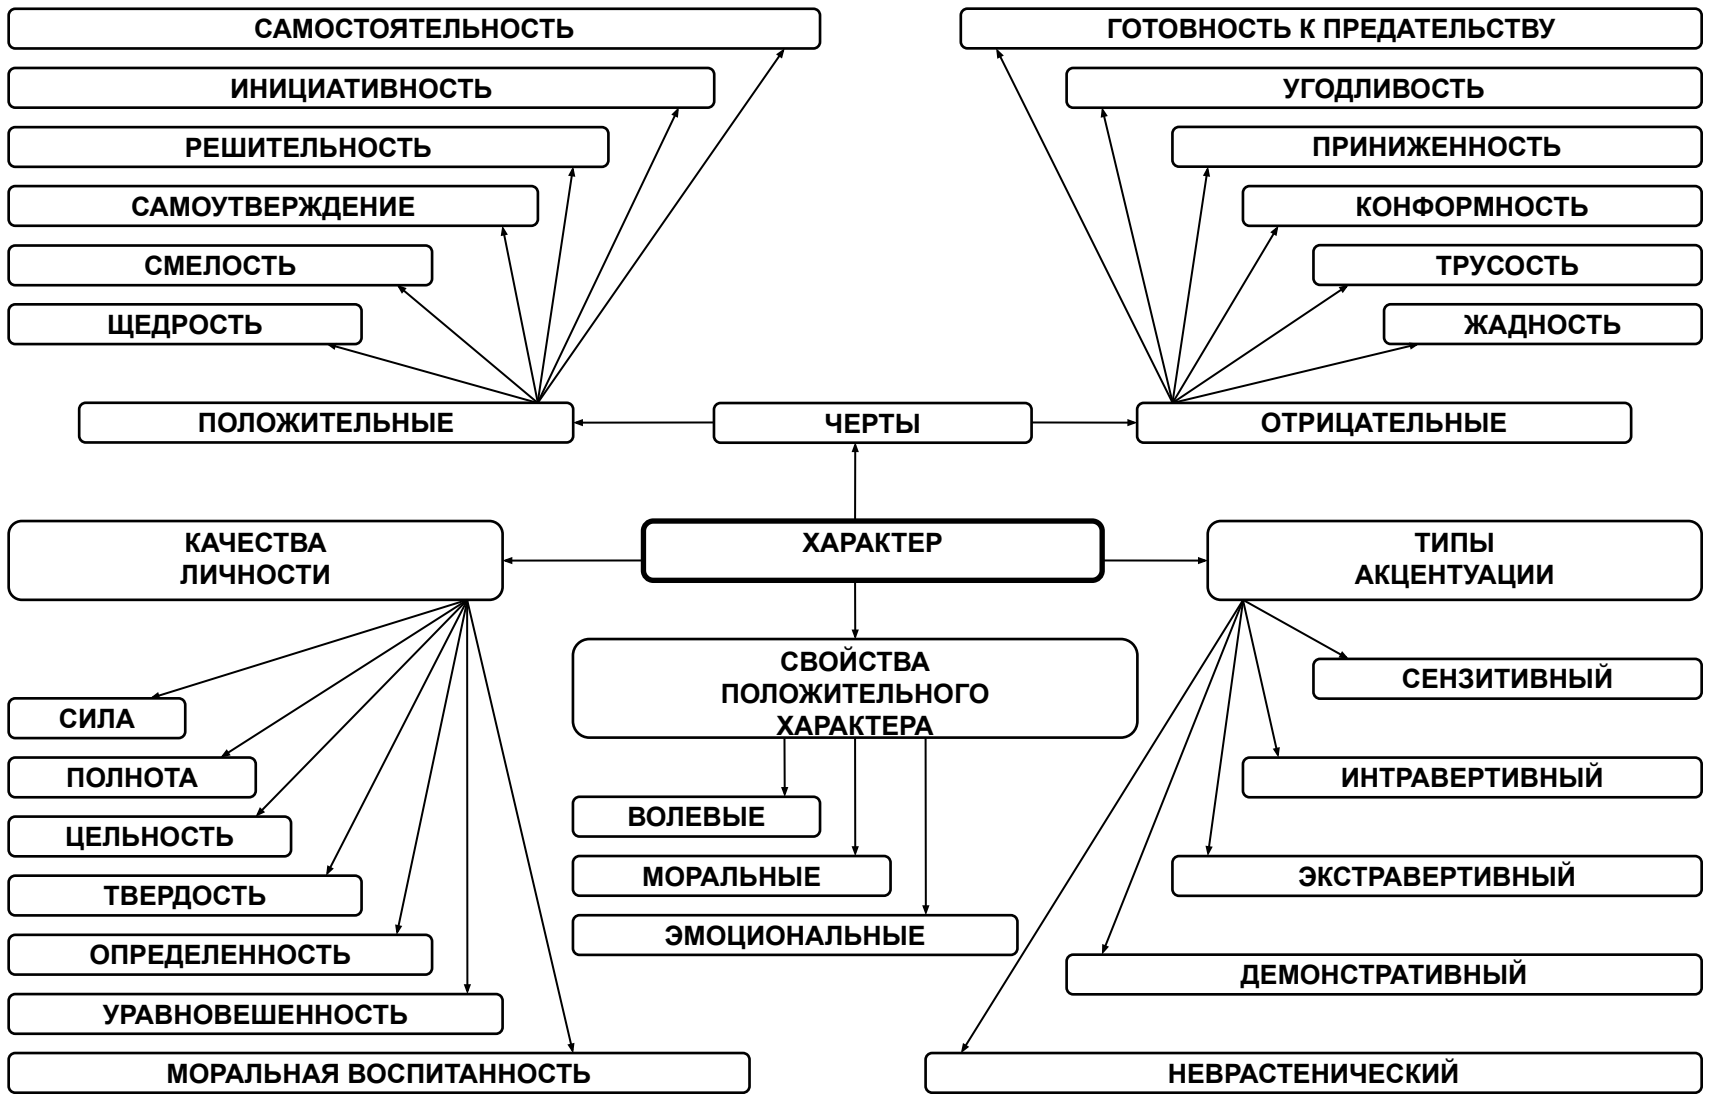 САМОСТОЯТЕЛЬНОСТЬ
ИНИЦИАТИВНОСТЬ
РЕШИТЕЛЬНОСТЬ
САМОУТВЕРЖДЕНИЕ
СМЕЛОСТЬ
ЩЕДРОСТЬ
ГОТОВНОСТЬ К ПРЕДАТЕЛЬСТВУ
УГОДЛИВОСТЬ
ПРИНИЖЕННОСТЬ
КОНФОРМНОСТЬ
ТРУСОСТЬ
ЖАДНОСТЬ
ПОЛОЖИТЕЛЬНЫЕ
ЧЕРТЫ
ОТРИЦАТЕЛЬНЫЕ
КАЧЕСТВА
ЛИЧНОСТИ
ХАРАКТЕР
ТИПЫ
АКЦЕНТУАЦИИ
СИЛА
ПОЛНОТА
ЦЕЛЬНОСТЬ
ТВЕРДОСТЬ
ОПРЕДЕЛЕННОСТЬ
УРАВНОВЕШЕННОСТЬ
МОРАЛЬНАЯ ВОСПИТАННОСТЬ
СВОЙСТВА
ПОЛОЖИТЕЛЬНОГО
ХАРАКТЕРА
ВОЛЕВЫЕ
МОРАЛЬНЫЕ
ЭМОЦИОНАЛЬНЫЕ
СЕНЗИТИВНЫЙ
ИНТРАВЕРТИВНЫЙ
ЭКСТРАВЕРТИВНЫЙ
ДЕМОНСТРАТИВНЫЙ
НЕВРАСТЕНИЧЕСКИЙ